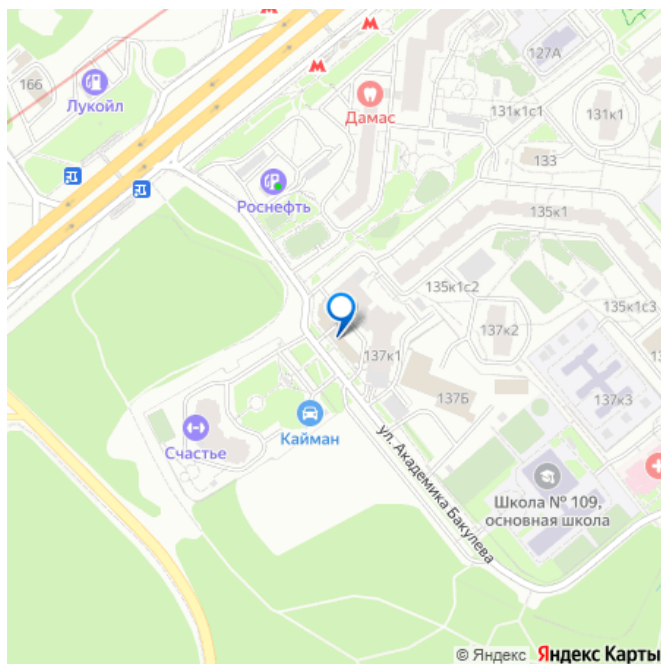 127А
166
Лукойл
Дамас
131к1с1
131к1
133
Роснефть
135к1
135к1с2
135к1с3
137к2
137к1
137Б
137к3
Счастье
Кайман
ул. Академика Бакулева
Школа № 109,
основная школа
© Яндекс Яндекс Карты